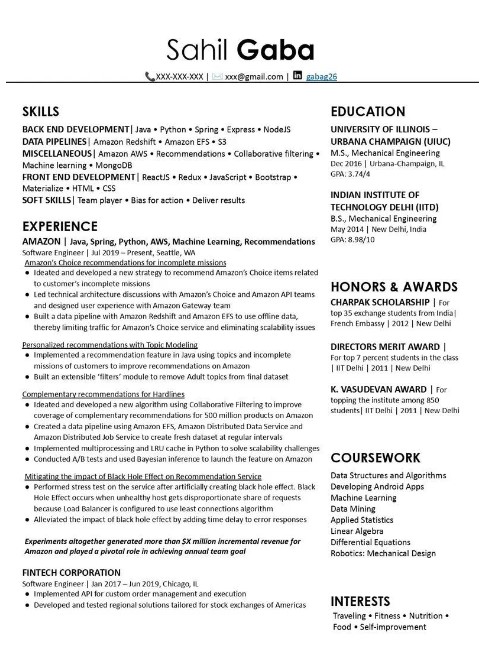 Sahil Gaba
XXX-XXX-XXX | xxx@gmail.com | in gabag26
SKILLS
BACK END DEVELOPMENT| Java • Python • Spring • Express • NodeJS
DATA PIPELINES| Amazon Redshift • Amazon EFS • S3
MISCELLANEOUS| Amazon AWS • Recommendations • Collaborative filtering •
Machine learning • MongoDB
FRONT END DEVELOPMENT| ReactJS • Redux • JavaScript • Bootstrap •
Materialize • HTML • CSS
SOFT SKILLS| Team player • Bias for action • Deliver results
EXPERIENCE
AMAZON | Java, Spring, Python, AWS, Machine Learning, Recommendations
Software Engineer | Jul 2019 – Present, Seattle, WA
Amazon's Choice recommendations for incomplete missions
● Ideated and developed a new strategy to recommend Amazon's Choice items related
to customer's incomplete missions
● Led technical architecture discussions with Amazon's Choice and Amazon API teams
and designed user experience with Amazon Gateway team
● Built a data pipeline with Amazon Redshift and Amazon EFS to use offline data,
thereby limiting traffic for Amazon's Choice service and eliminating scalability issues
Personalized recommendations with Topic Modeling
● Implemented a recommendation feature in Java using topics and incomplete
missions of customers to improve recommendations on Amazon
● Built an extensible 'filters' module to remove Adult topics from final dataset
Complementary recommendations for Hardlines
● Ideated and developed a new algorithm using Collaborative Filtering to improve
coverage of complementary recommendations for 500 million products on Amazon
● Created a data pipeline using Amazon EFS, Amazon Distributed Data Service and
Amazon Distributed Job Service to create fresh dataset at regular intervals
● Implemented multiprocessing and LRU cache in Python to solve scalability challenges
● Conducted A/B tests and used Bayesian inference to launch the feature on Amazon
Mitigating the impact of Black Hole Effect on Recommendation Service
● Performed stress test on the service after artificially creating black hole effect. Black
Hole Effect occurs when unhealthy host gets disproportionate share of requests
because Load Balancer is configured to use least connections algorithm
● Alleviated the impact of black hole effect by adding time delay to error responses
Experiments altogether generated more than $X million incremental revenue for
Amazon and played a pivotal role in achieving annual team goal
FINTECH CORPORATION
Software Engineer | Jan 2017 – Jun 2019, Chicago, IL
● Implemented API for custom order management and execution
● Developed and tested regional solutions tailored for stock exchanges of Americas
EDUCATION
UNIVERSITY OF ILLINOIS –
URBANA CHAMPAIGN (UIUC)
M.S., Mechanical Engineering
Dec 2016 | Urbana-Champaign, IL
GPA: 3.74/4
INDIAN INSTITUTE OF
TECHNOLOGY DELHI (IITD)
B.S., Mechanical Engineering
May 2014 | New Delhi, India
GPA: 8.98/10
HONORS & AWARDS
CHARPAK SCHOLARSHIP | For
top 35 exchange students from India|
French Embassy | 2012 | New Delhi
DIRECTORS MERIT AWARD |
For top 7 percent students in the class
| IIT Delhi | 2011 | New Delhi
K. VASUDEVAN AWARD | For
topping the institute among 850
students| IIT Delhi | 2011 | New Delhi
COURSEWORK
Data Structures and Algorithms
Developing Android Apps
Machine Learning
Data Mining
Applied Statistics
Linear Algebra
Differential Equations
Robotics: Mechanical Design
INTERESTS
Traveling • Fitness • Nutrition •
Food • Self-improvement